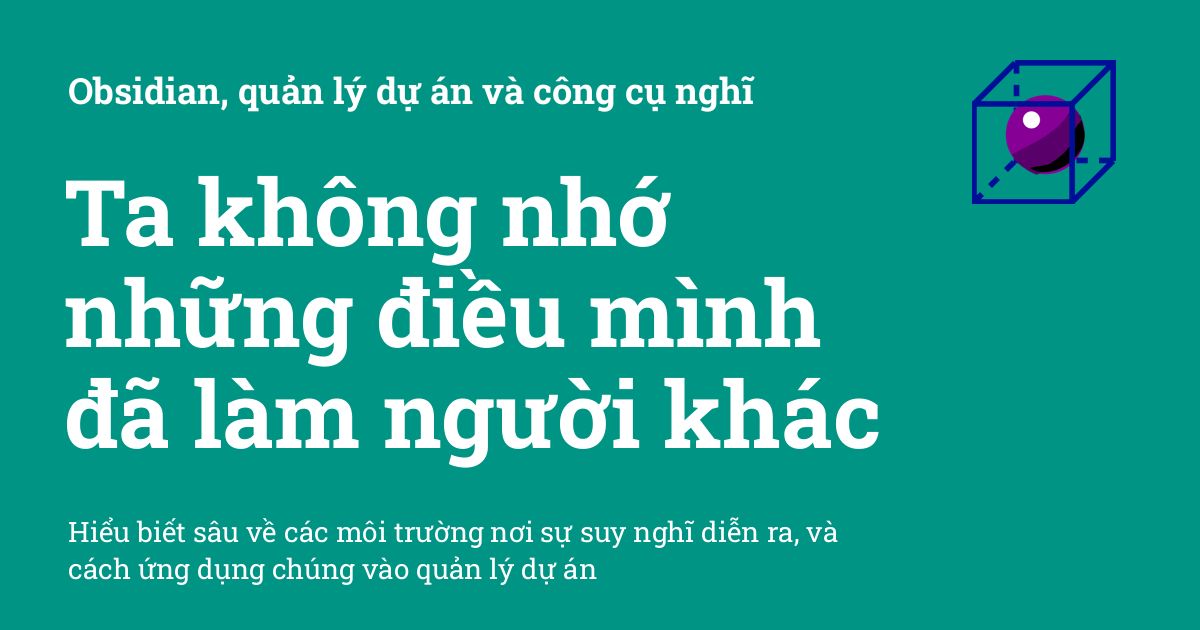 Obsidian, quản lý dự án và công cụ nghĩ
Ta không nhớ
những điều mình
đã làm người khác
Hiểu biết sâu về các môi trường nơi sự suy nghĩ diễn ra, và
cách ứng dụng chúng vào quản lý dự án